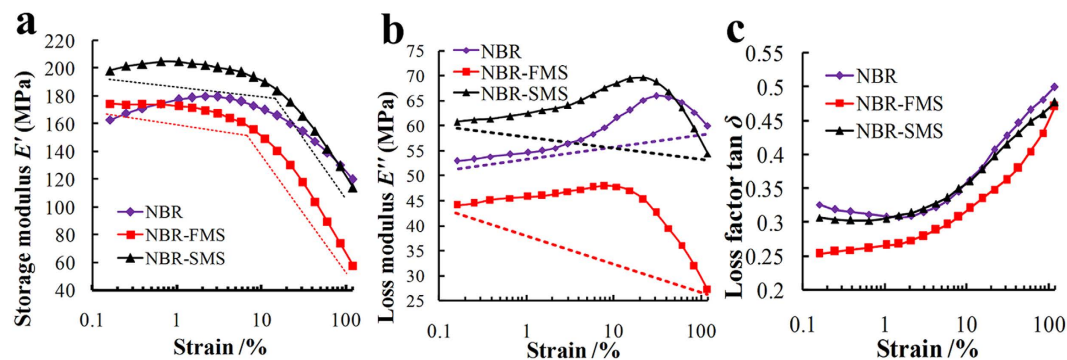 a
Storage modulus E' (MPa)
220
200
180
160
140
120
100
80
60
40
NBR
NBR-FMS
NBR-SMS
0.1
1
10
100
Strain /%
b
Loss modulus E'' (MPa)
75
70
65
60
55
50
45
40
35
30
25
NBR
NBR-FMS
NBR-SMS
0.1
1
10
100
Strain /%
c
Loss factor tan δ
0.55
0.5
0.45
0.4
0.35
0.3
0.25
0.2
NBR
NBR-FMS
NBR-SMS
0.1
1
10
100
Strain /%